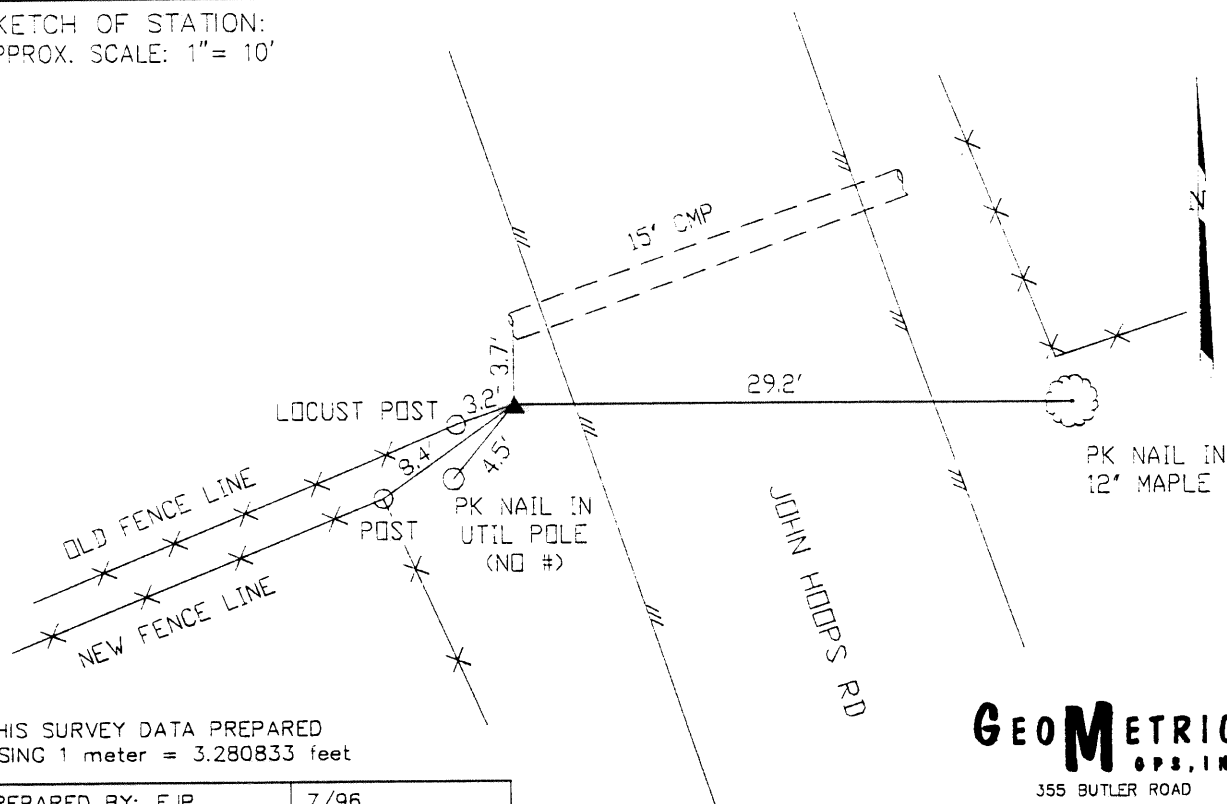 KETCH OF STATION:
PPROX. SCALE: 1"= 10'
15" CMP
N
3.7'
29.2'
LOCUST POST
3.2'
8.4'
4.5'
PK NAIL IN
12" MAPLE
OLD FENCE LINE
POST
PK NAIL IN
UTIL POLE
(NO #)
NEW FENCE LINE
JOHN HOOPS RD
HIS SURVEY DATA PREPARED
SING 1 meter = 3.280833 feet
GEOMETRIC
GPS, IN
355 BUTLER ROAD
REPARED BY: EJP
7/96